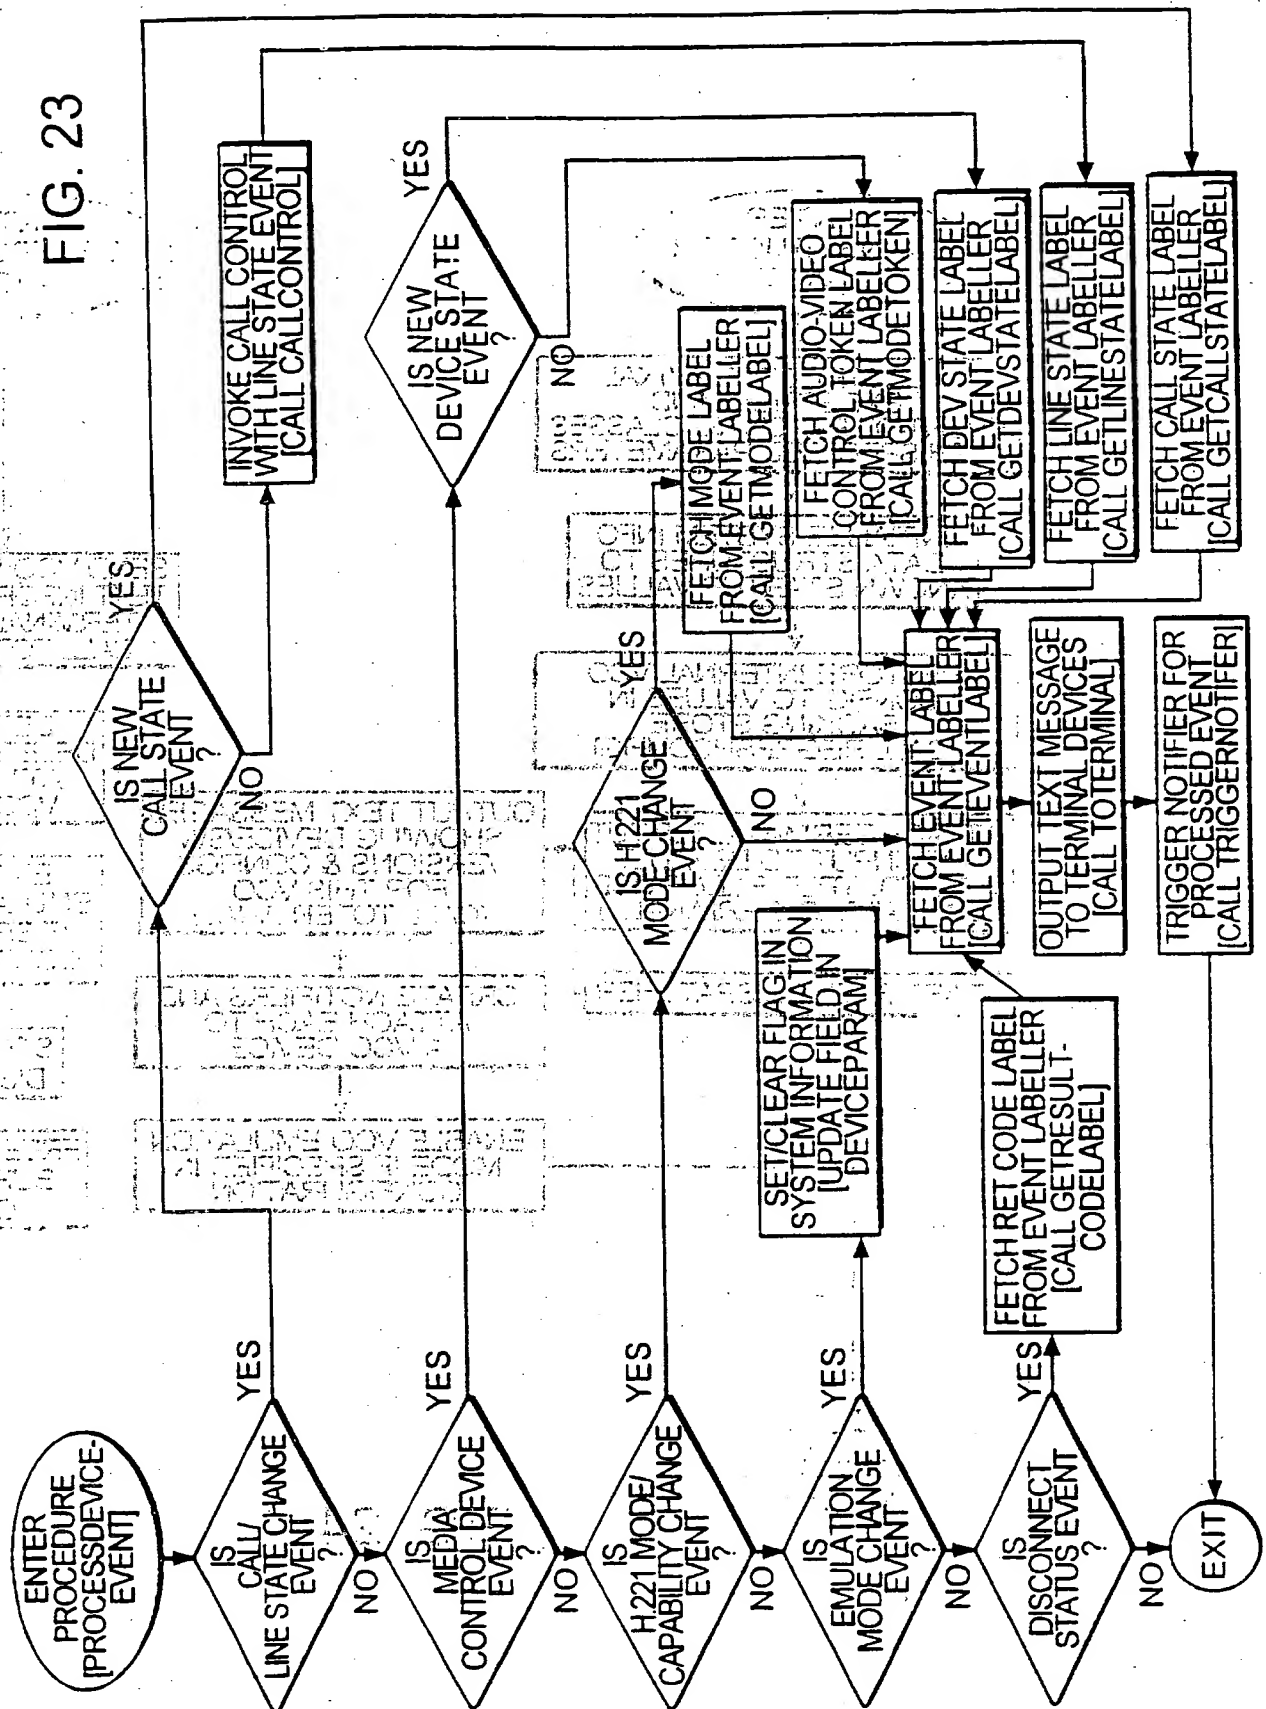 FIG. 23
ENTER
PROCEDURE
[PROCESSDEVICE-
EVENT]
IS
CALL/
LINE STATE CHANGE
EVENT
?
YES
NO
IS
MEDIA
CONTROL DEVICE
EVENT
?
YES
NO
IS
H.221 MODE/
CAPABILITY CHANGE
EVENT
?
YES
NO
IS
EMULATION
MODE CHANGE
EVENT
?
YES
NO
IS
DISCONNECT
STATUS EVENT
?
YES
NO
EXIT
IS NEW
CALL STATE
EVENT
?
YES
NO
INVOKE CALL CONTROL
WITH LINE STATE EVENT
[CALL CALLCONTROL]
IS NEW
DEVICE STATE
EVENT
?
YES
NO
IS H.221
MODE CHANGE
EVENT
?
YES
NO
SET/CLEAR FLAG IN
SYSTEM INFORMATION
[UPDATE FIELD IN
DEVICEPARAM]
FETCH RET CODE LABEL
FROM EVENT LABELLER
[CALL GETRESULT-
CODELABEL]
FETCH MODE LABEL
FROM EVENT LABELLER
[CALL GETMODELABEL]
FETCH AUDIO-VIDEO
CONTROL TOKEN LABEL
FROM EVENT LABELLER
[CALL GETMODETOKEN]
FETCH DEV STATE LABEL
FROM EVENT LABELLER
[CALL GETDEVSTATELABEL]
FETCH LINE STATE LABEL
FROM EVENT LABELLER
[CALL GETLINESTATELABEL]
FETCH CALL STATE LABEL
FROM EVENT LABELLER
[CALL GETCALLSTATELABEL]
FETCH EVENT LABEL
FROM EVENT LABELLER
[CALL GETEVENTLABEL]
OUTPUT TEXT MESSAGE
TO TERMINAL DEVICES
[CALL TOTERMINAL]
TRIGGER NOTIFIER FOR
PROCESSED EVENT
[CALL TRIGGERNOTIFER]